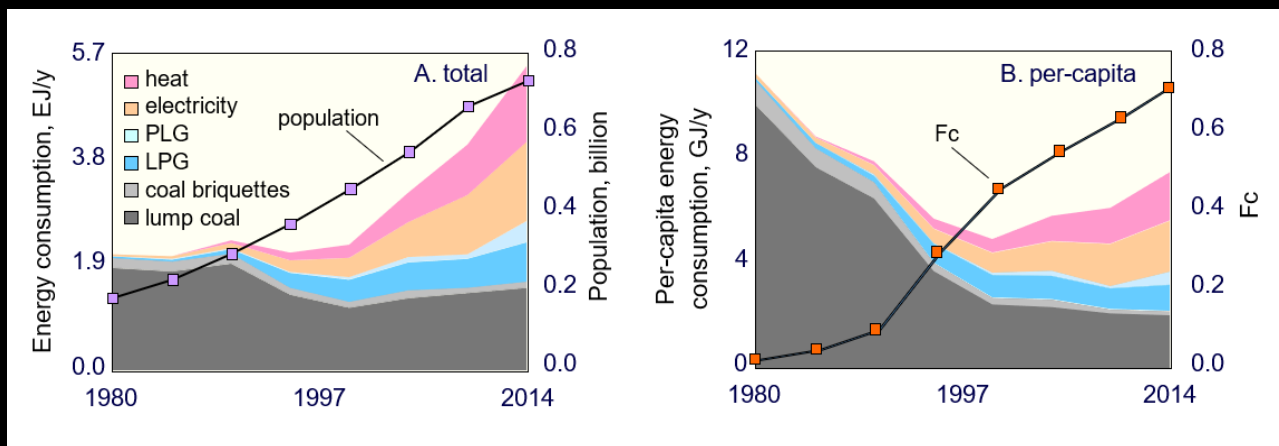 5.7
3.8
1.9
0.0
Energy consumption, EJ/y
heat
electricity
PLG
LPG
coal briquettes
lump coal
A. total
population
0.8
0.6
0.4
0.2
0.0
Population, billion
1980
1997
2014
12
8
4
0
Per-capita energy
consumption, GJ/y
B. per-capita
Fc
0.8
0.6
0.4
0.2
0.0
Fc
1980
1997
2014